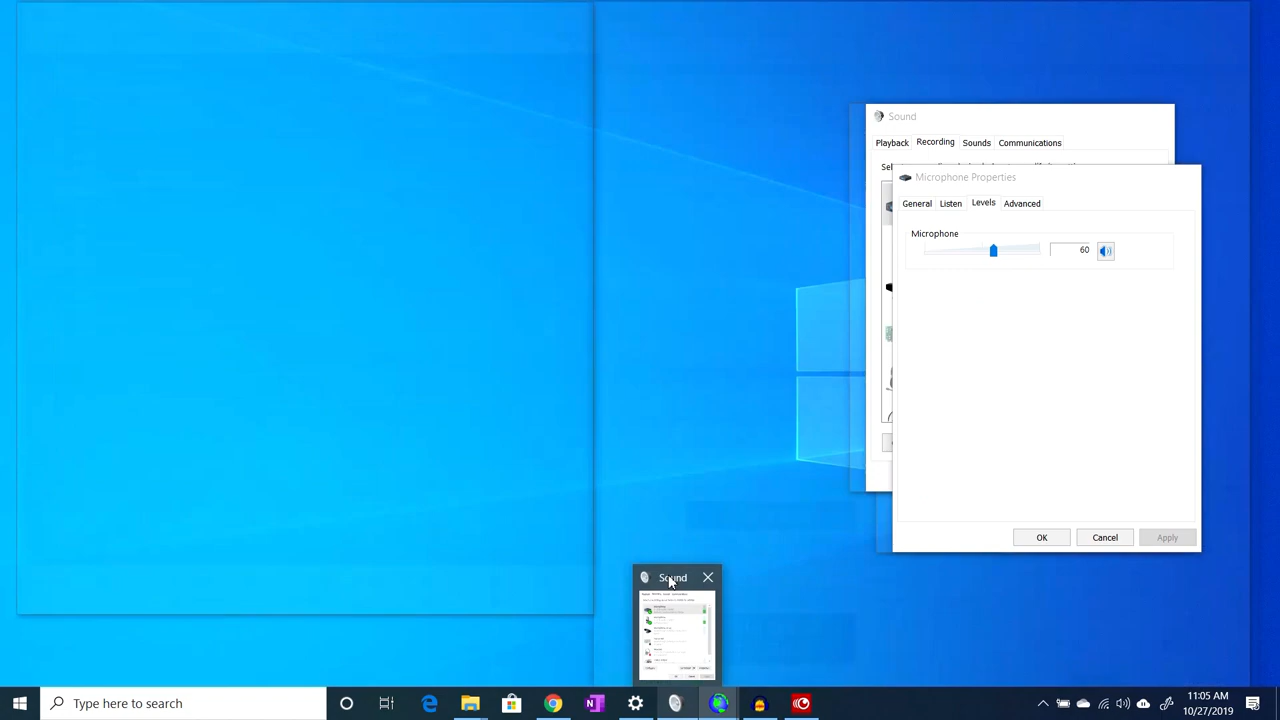 Sound
Playback Recording Sounds Communications
Microphone Properties
General Listen Levels Advanced
Microphone
60
OK Cancel Apply
Sound
Type here to search
11:05 AM
10/27/2019